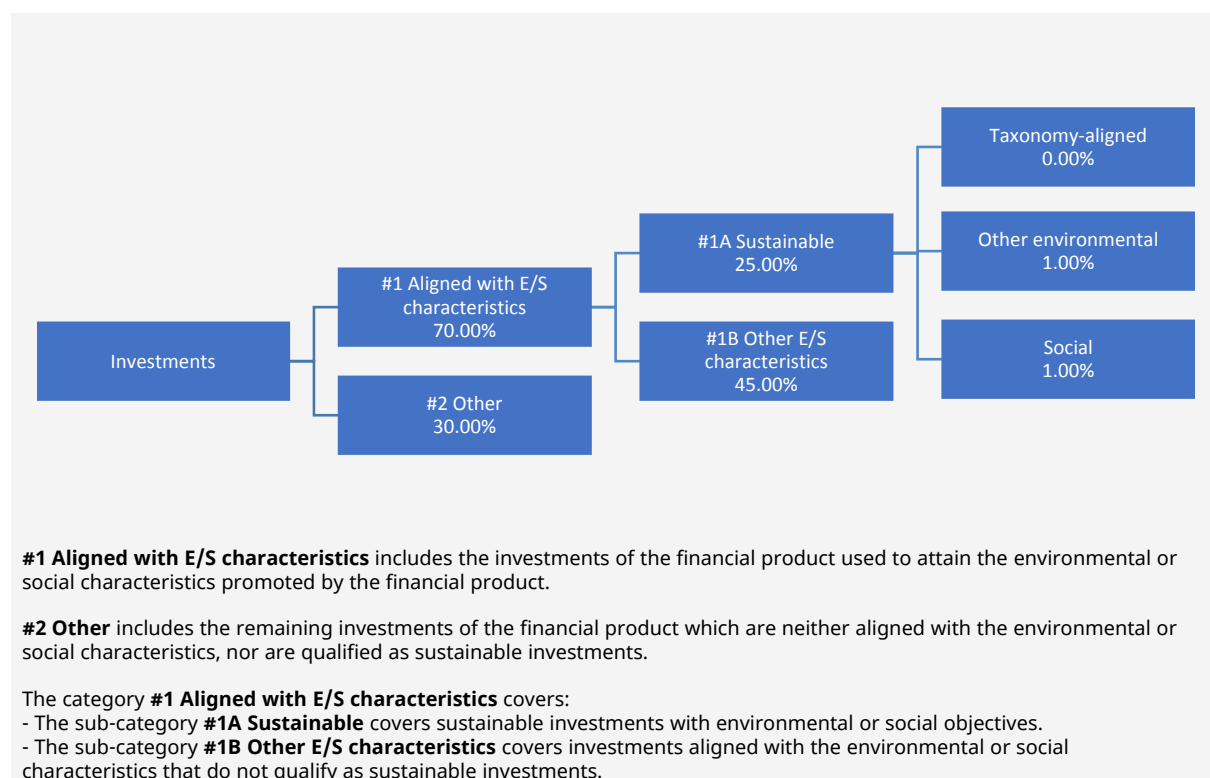 Taxonomy-aligned
0.00%
#1A Sustainable
25.00%
Other environmental
1.00%
#1 Aligned with E/S
characteristics
70.00%
Investments
#1B Other E/S
characteristics
45.00%
Social
1.00%
#2 Other
30.00%
#1 Aligned with E/S characteristics includes the investments of the financial product used to attain the environmental or
social characteristics promoted by the financial product.
#2 Other includes the remaining investments of the financial product which are neither aligned with the environmental or
social characteristics, nor are qualified as sustainable investments.
The category #1 Aligned with E/S characteristics covers:
- The sub-category #1A Sustainable covers sustainable investments with environmental or social objectives.
- The sub-category #1B Other E/S characteristics covers investments aligned with the environmental or social
characteristics that do not qualify as sustainable investments.